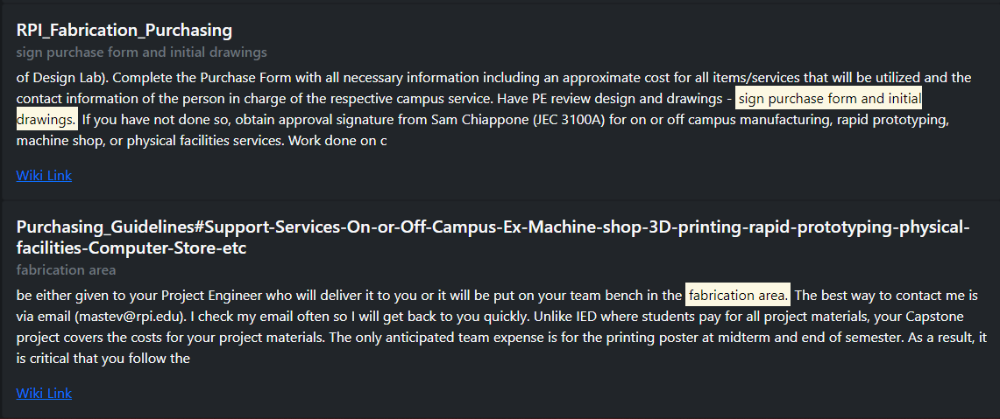 RPI_Fabrication_Purchasing
sign purchase form and initial drawings
of Design Lab). Complete the Purchase Form with all necessary information including an approximate cost for all items/services that will be utilized and the
contact information of the person in charge of the respective campus service. Have PE review design and drawings - sign purchase form and initial
drawings. If you have not done so, obtain approval signature from Sam Chiappone (JEC 3100A) for on or off campus manufacturing, rapid prototyping,
machine shop, or physical facilities services. Work done on c
Wiki Link
Purchasing_Guidelines#Support-Services-On-or-Off-Campus-Ex-Machine-shop-3D-printing-rapid-prototyping-physical-
facilities-Computer-Store-etc
fabrication area
be either given to your Project Engineer who will deliver it to you or it will be put on your team bench in the fabrication area. The best way to contact me is
via email (mastev@rpi.edu). I check my email often so I will get back to you quickly. Unlike IED where students pay for all project materials, your Capstone
project covers the costs for your project materials. The only anticipated team expense is for the printing poster at midterm and end of semester. As a result, it
is critical that you follow the
Wiki Link